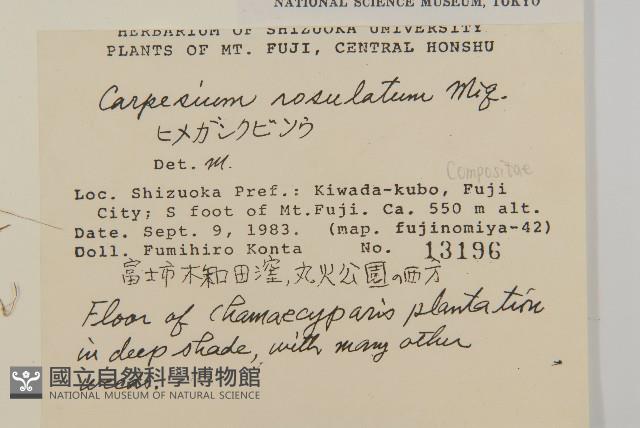 NATIONAL SCIENCE MUSEUM, TOKYO
HERBARIUM OF SHIZUOKA UNIVERSITY
PLANTS OF MT. FUJI, CENTRAL HONSHU
Carpesium rosulatum Miq.
ヒメガンクビソウ
Det. M.
Compositae
Loc. Shizuoka Pref.: Kiwada-kubo, Fuji
City; S foot of Mt.Fuji. Ca. 550 m alt.
Date. Sept. 9, 1983. (map. fujinomiya-42)
Doll. Fumihiro Konta No. 13196
富士市木和田窪,丸火公園の西方
Floor of Chamaecyparis plantation
in deep shade, with many other
國立自然科學博物館
NATIONAL MUSEUM OF NATURAL SCIENCE